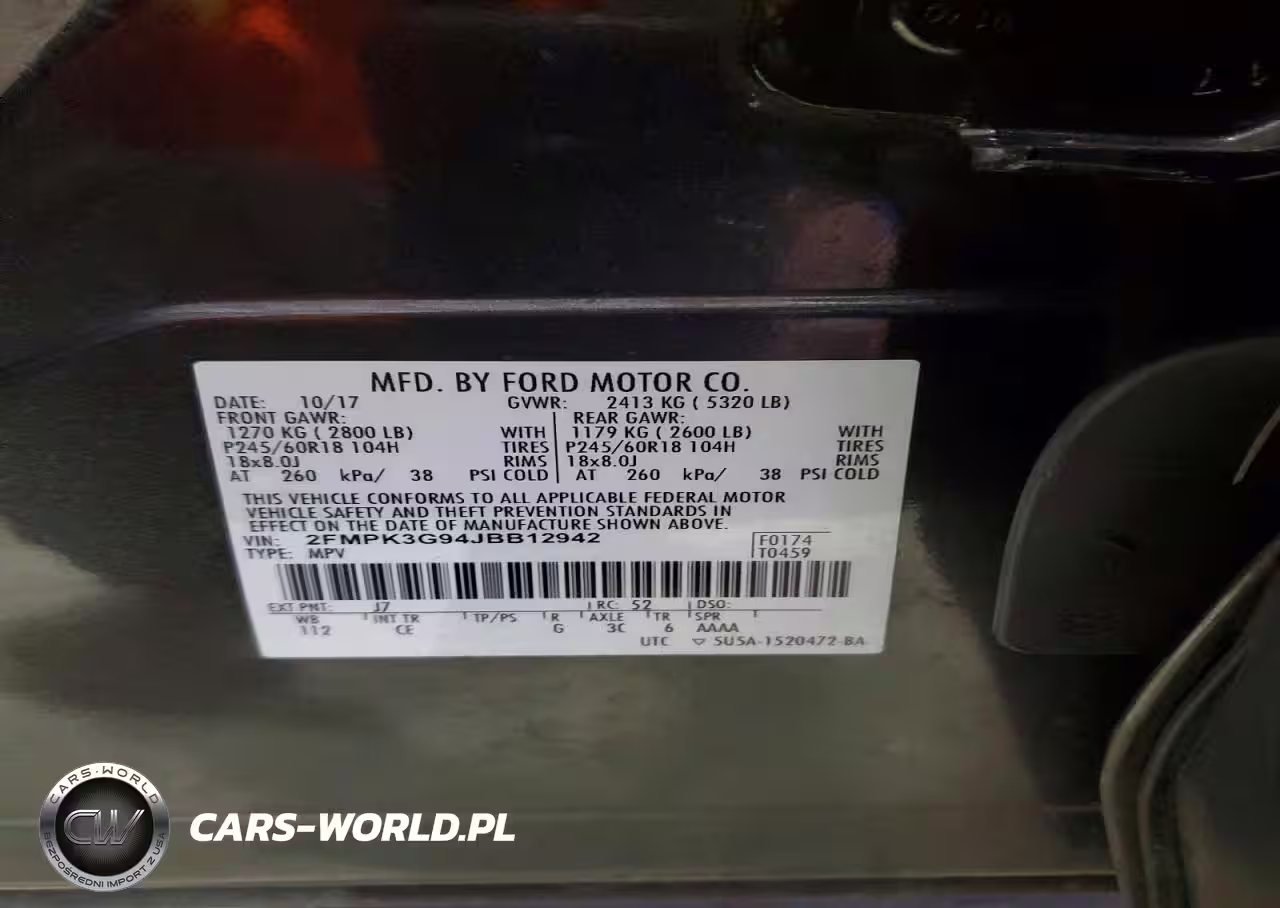 MFD. BY FORD MOTOR CO.
DATE: 10/17 GVWR: 2413 KG ( 5320 LB)
FRONT GAWR: REAR GAWR:
1270 KG ( 2800 LB) WITH 1179 KG ( 2600 LB) WITH
P245/60R18 104H TIRES P245/60R18 104H TIRES
18x8.0J RIMS 18x8.0J RIMS
AT 260 kPa/ 38 PSI COLD AT 260 kPa/ 38 PSI COLD
THIS VEHICLE CONFORMS TO ALL APPLICABLE FEDERAL MOTOR
VEHICLE SAFETY AND THEFT PREVENTION STANDARDS IN
EFFECT ON THE DATE OF MANUFACTURE SHOWN ABOVE.
VIN: 2FMPK3G94JBB12942 F0174
TYPE: MPV T0459
EXT PNT: J7 RC: 52 DSO:
WB INT TR TP/PS R AXLE TR SPR
112 CE G 3C 6 AAAA
UTC ▽ 5U5A-1520472-BA
CARS-WORLD
CW
BEZPOŚREDNI IMPORT Z USA
CARS-WORLD.PL